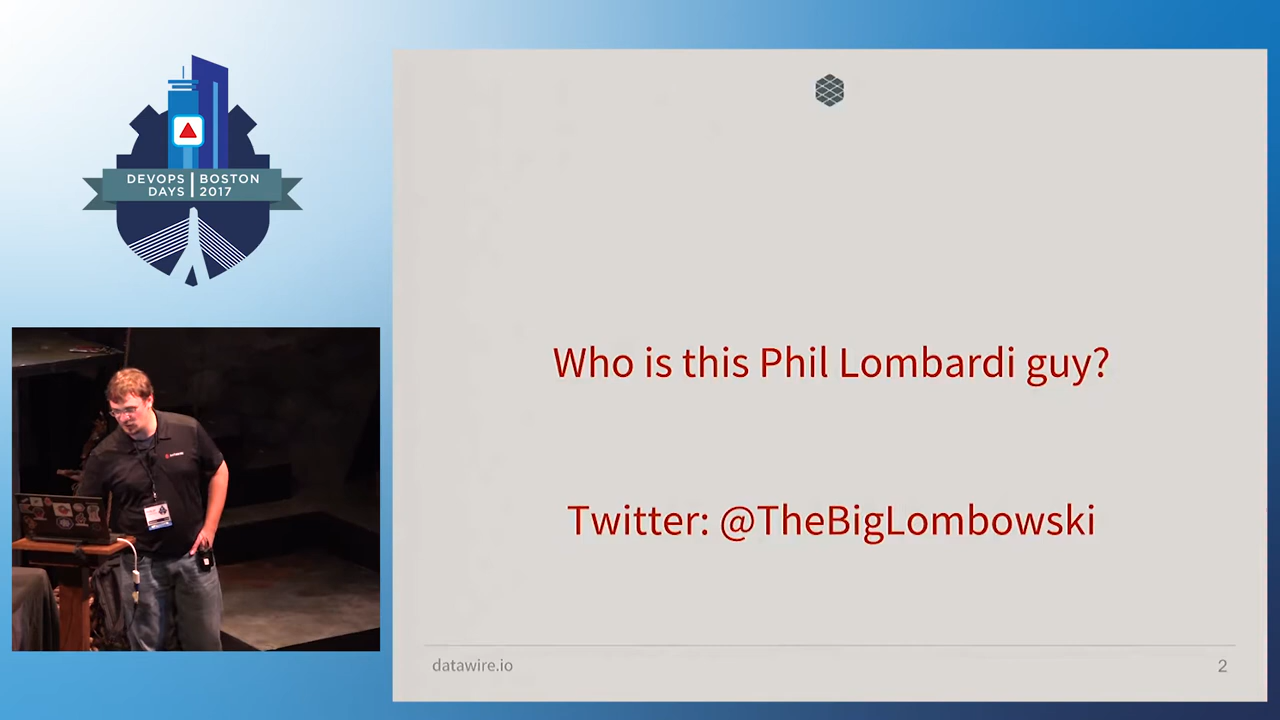 DEVOPS DAYS | BOSTON 2017
Who is this Phil Lombardi guy?
Twitter: @TheBigLombowski
datawire.io
2